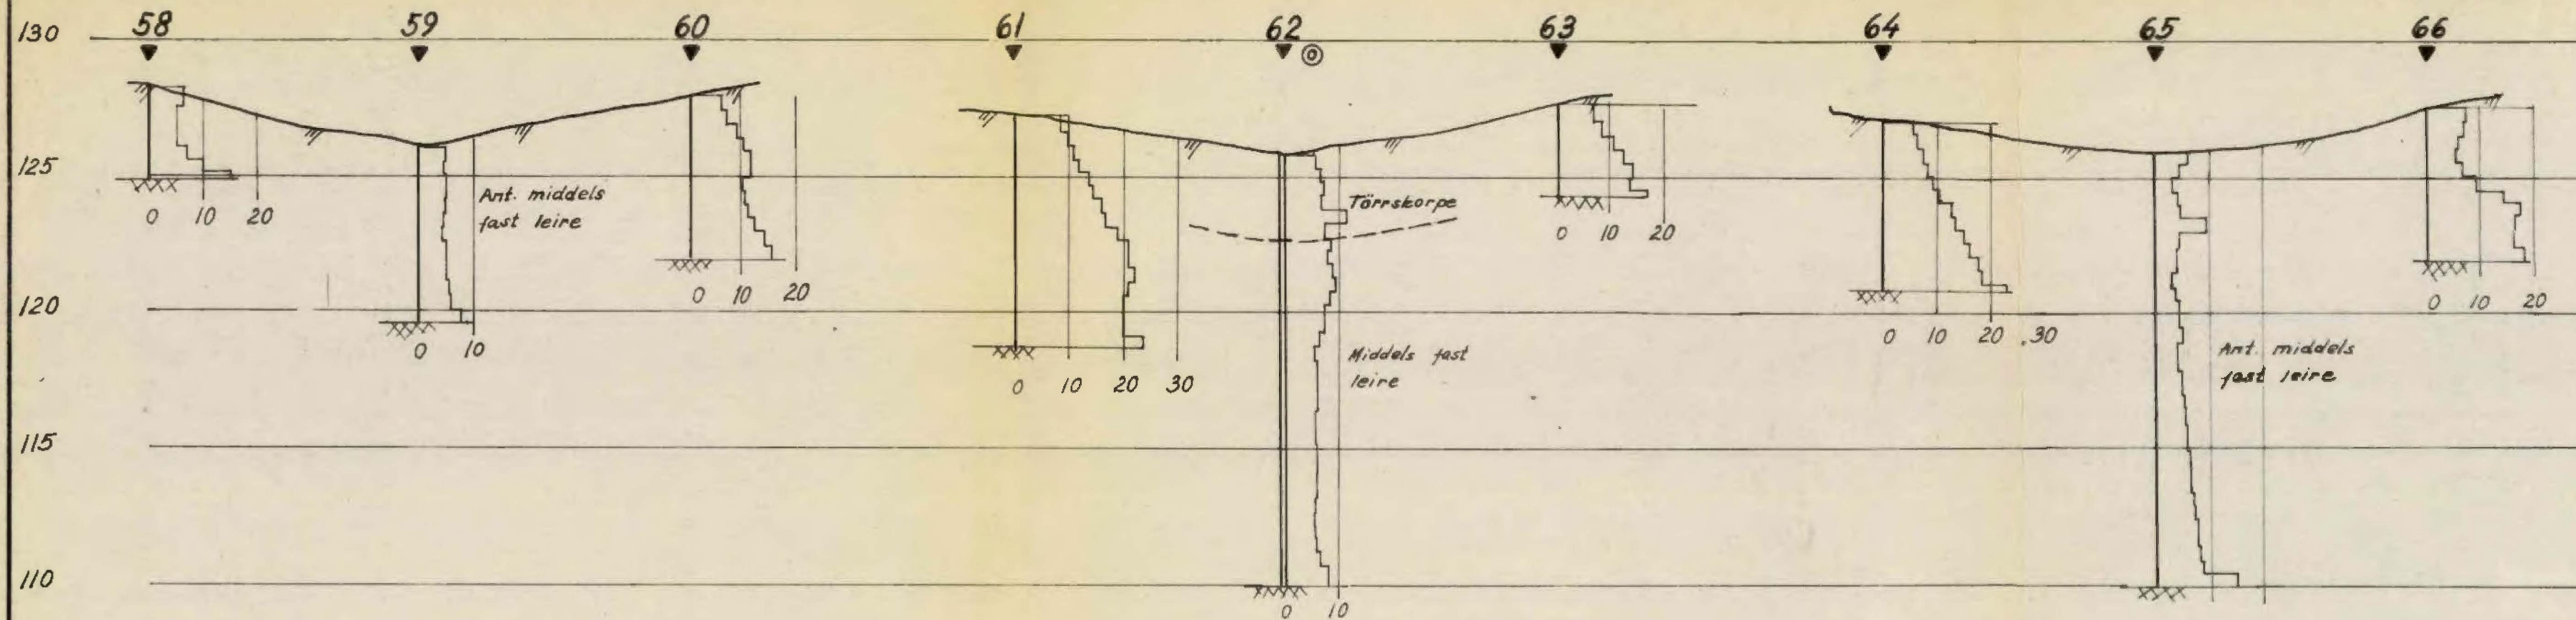 130 58 59 60 61 62 63 64 65 66
125
0 10 20
Ant. middels
fast leire
Törrskorpe
0 10 20
0 10 20
0 10 20
120
0 10
0 10 20 30
0 10 20 30
Middels fast
leire
Ant. middels
fast leire
115
110
0 10